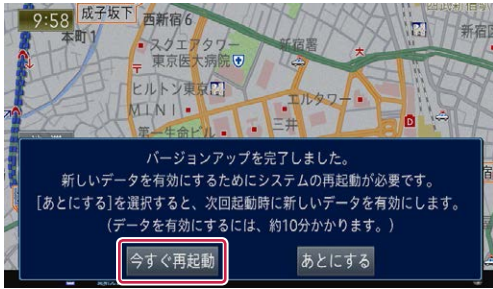 9:58
成子坂下
西新宿6
本町1
スクエアタワー
新宿署
東京医大病院
ヒルトン東京
MINI
エルタワー
第一生命ビル
三井
バージョンアップを完了しました。
新しいデータを有効にするためにシステムの再起動が必要です。
[あとにする]を選択すると、次回起動時に新しいデータを有効にします。
(データを有効にするには、約10分かかります。)
今すぐ再起動
あとにする